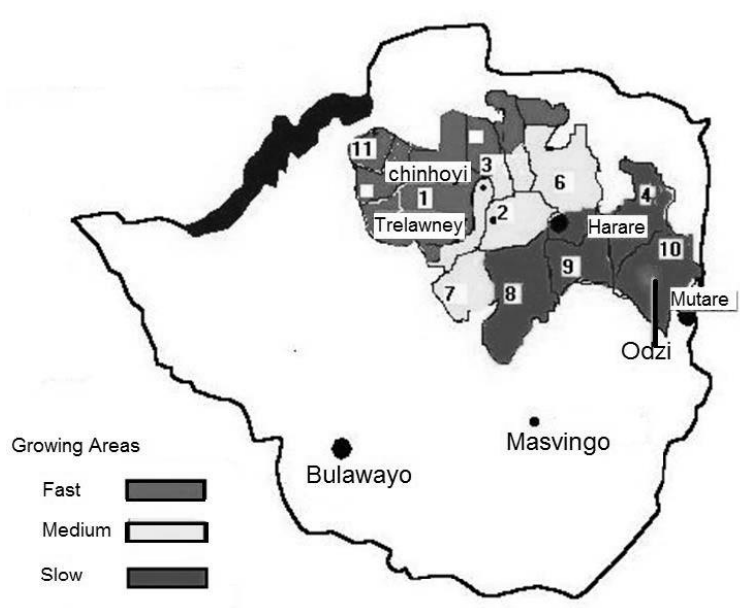 11
chinhoyi
3
6
1
4
Trelawney
2
Harare
10
9
7
8
Mutare
Odzi
Masvingo
Growing Areas
Bulawayo
Fast
Medium
Slow